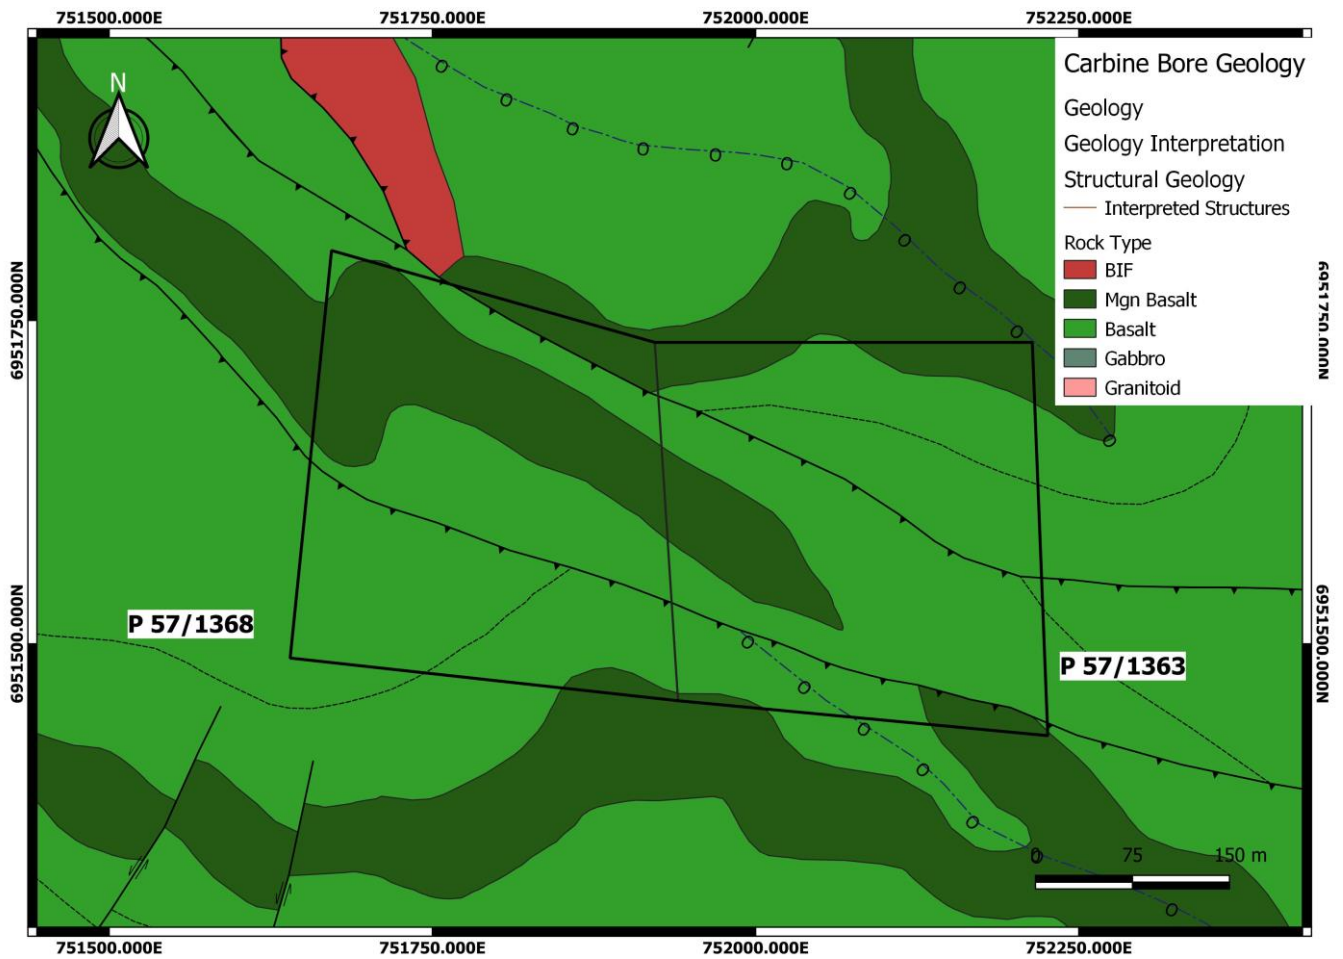 751500.000E 751750.000E 752000.000E 752250.000E
N
Carbine Bore Geology
Geology
Geology Interpretation
Structural Geology
Interpreted Structures
Rock Type
BIF
Mgn Basalt
Basalt
Gabbro
Granitoid
6951750.000N
6951750.000N
6951500.000N
6951500.000N
P 57/1368
P 57/1363
0 75 150 m
751500.000E 751750.000E 752000.000E 752250.000E